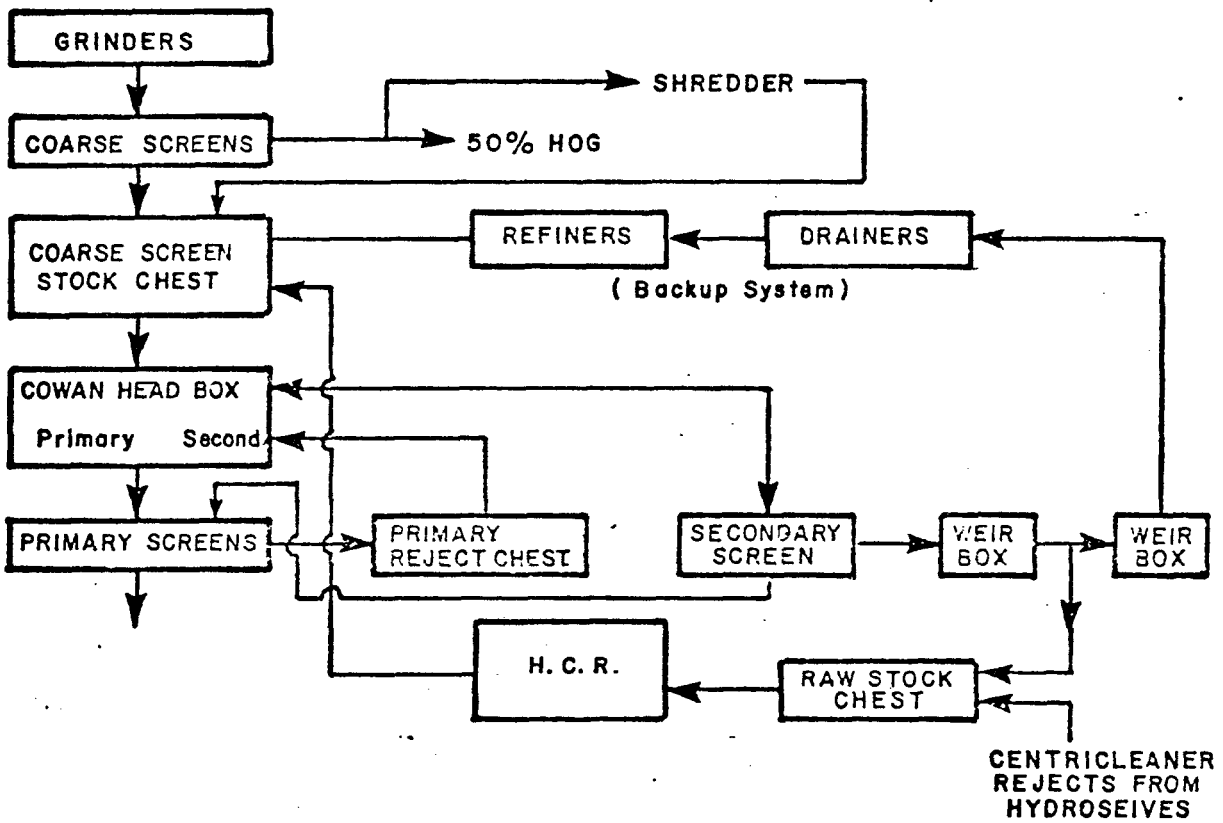 GRINDERS
SHREDDER
COARSE SCREENS
50% HOG
COARSE SCREEN
STOCK CHEST
REFINERS
DRAINERS
( Backup System )
COWAN HEAD BOX
Primary Second
PRIMARY SCREENS
PRIMARY
REJECT CHEST
SECONDARY
SCREEN
WEIR
BOX
WEIR
BOX
H. C. R.
RAW STOCK
CHEST
CENTRICLEANER
REJECTS FROM
HYDROSEIVES